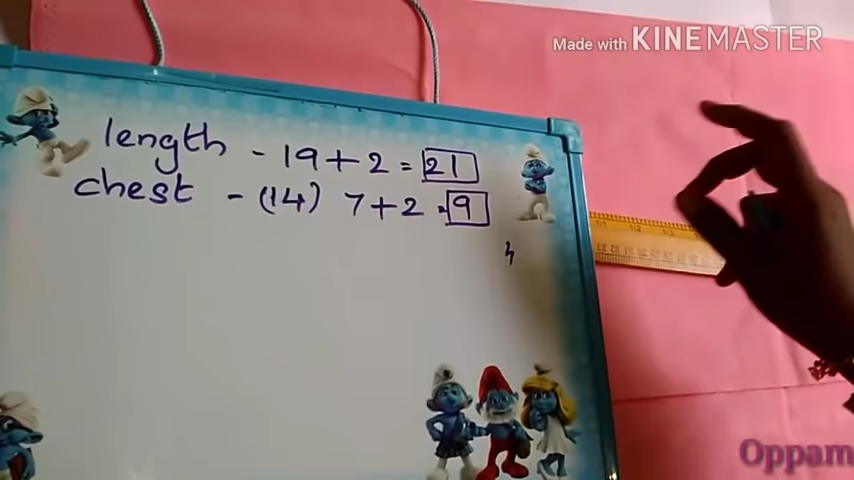 Made with KINEMASTER
length - 19+2 = 21
chest - (14) 7+2 = 9
Oppam